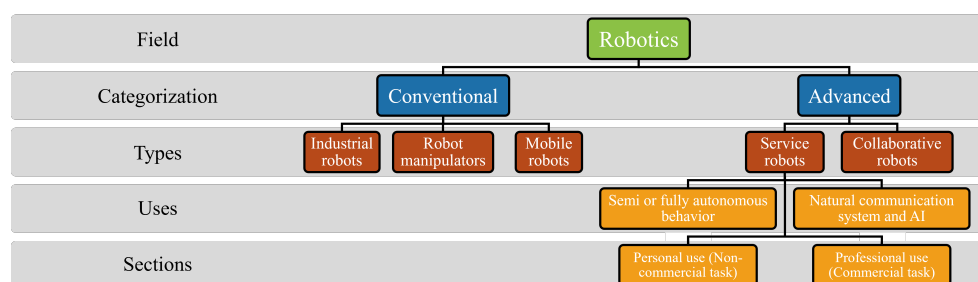 Field
Robotics
Categorization
Conventional
Advanced
Types
Industrial
robots
Robot
manipulators
Mobile
robots
Service
robots
Collaborative
robots
Uses
Semi or fully autonomous
behavior
Natural communication
system and AI
Sections
Personal use (Non-
commercial task)
Professional use
(Commercial task)